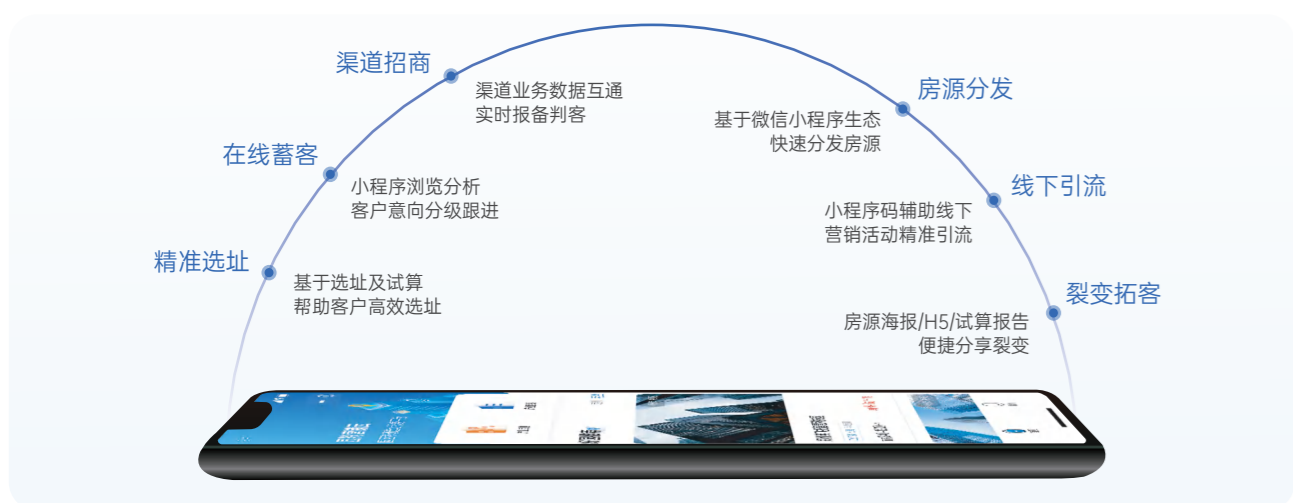 渠道招商
渠道业务数据互通
实时报备判客
在线蓄客
小程序浏览分析
客户意向分级跟进
精准选址
基于选址及试算
帮助客户高效选址
房源分发
基于微信小程序生态
快速分发房源
线下引流
小程序码辅助线下
营销活动精准引流
裂变拓客
房源海报/H5/试算报告
便捷分享裂变